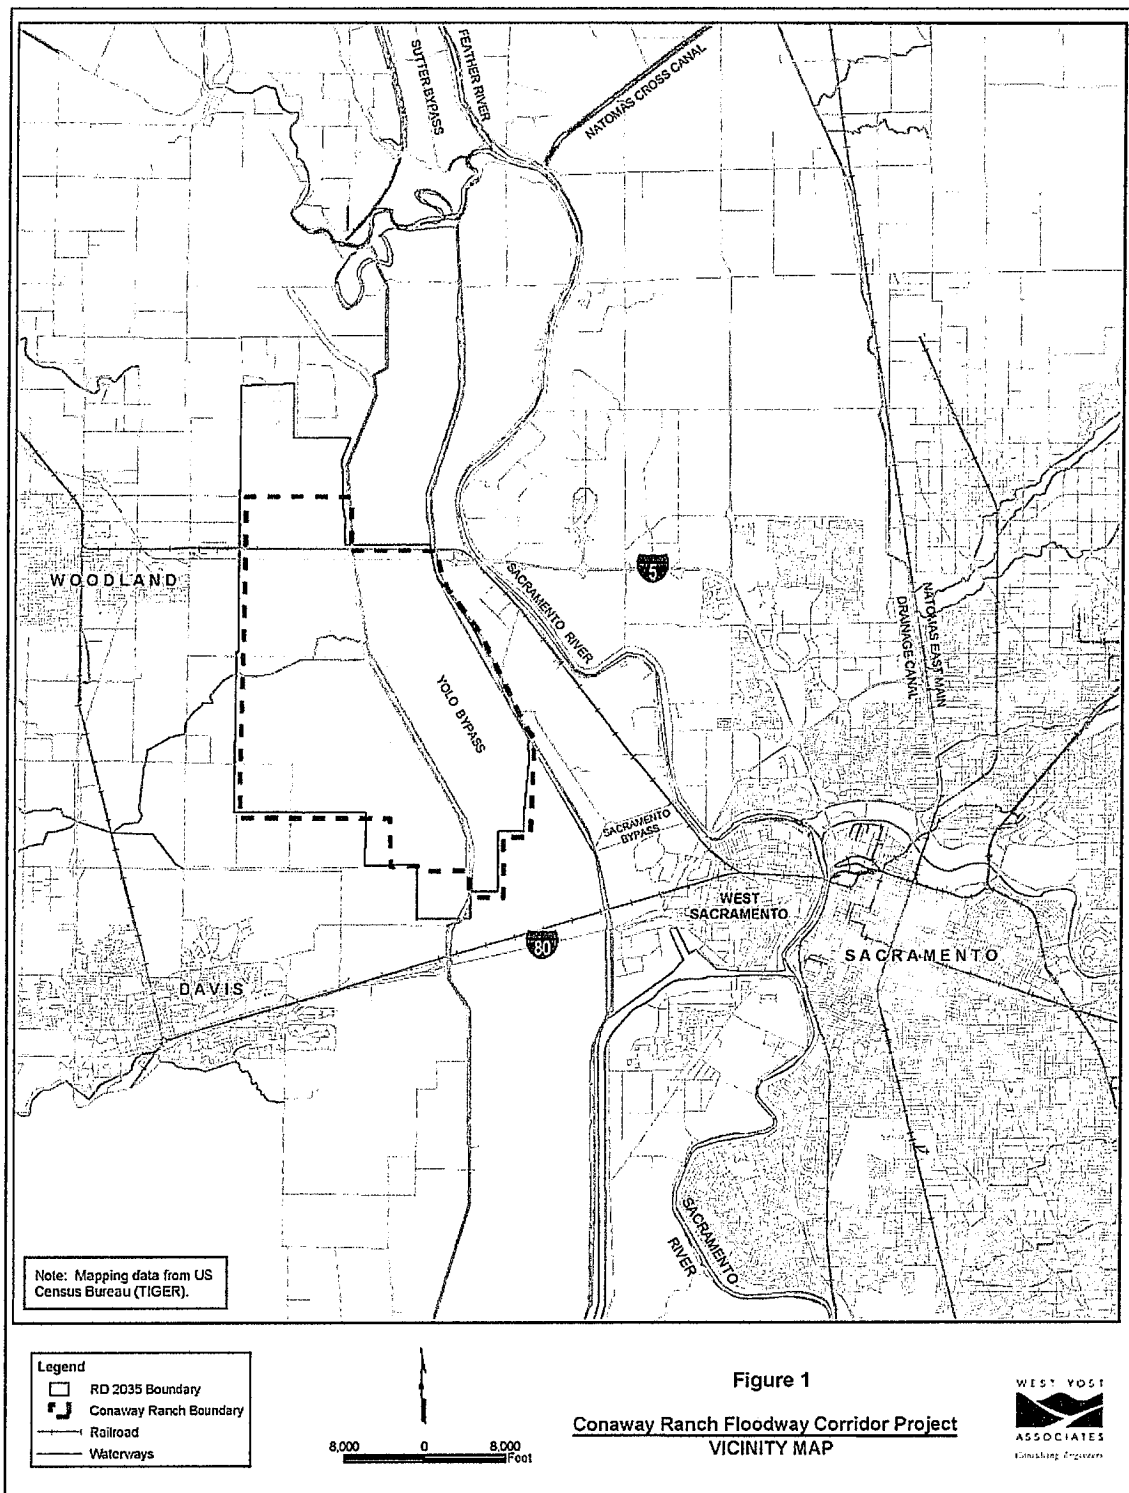 SUTTER BYPASS
FEATHER RIVER
NATOMAS CROSS CANAL
WOODLAND
5
SACRAMENTO RIVER
NATOMAS EAST MAIN
DRAINAGE CANAL
YOLO BYPASS
SACRAMENTO
BYPASS
WEST
SACRAMENTO
80
SACRAMENTO
DAVIS
SACRAMENTO
RIVER
Note: Mapping data from US
Census Bureau (TIGER).
Legend
RD 2035 Boundary
Conaway Ranch Boundary
Railroad
Waterways
8,000 0 8,000
Feet
Figure 1
Conaway Ranch Floodway Corridor Project
VICINITY MAP
WEST YOST
ASSOCIATES
Consulting Engineers